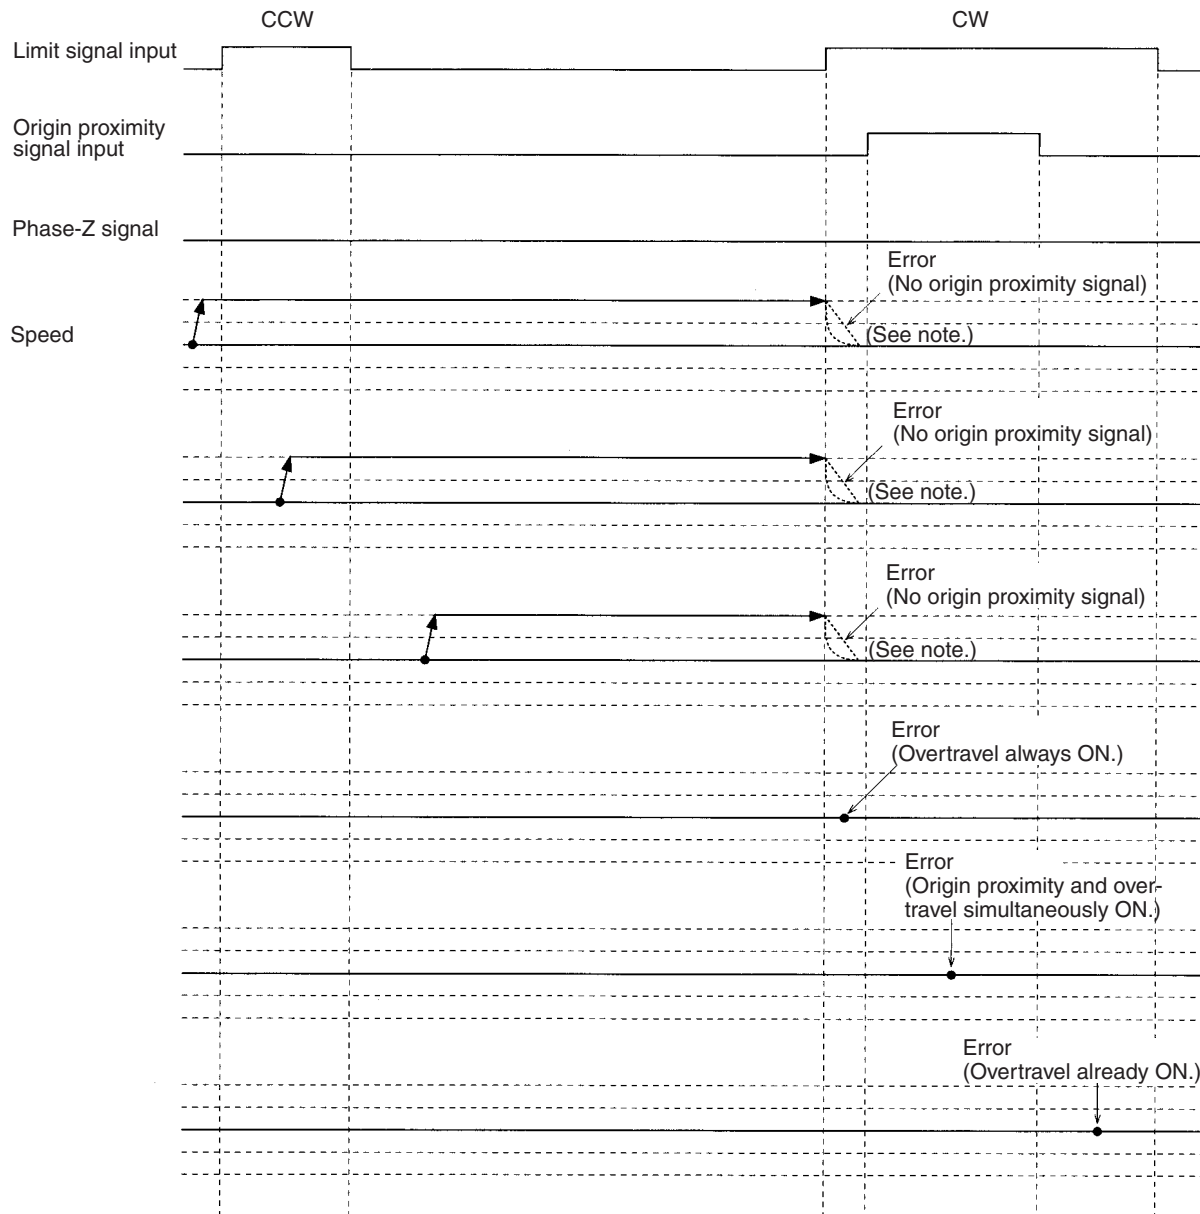 CCW
CW
Limit signal input
Origin proximity
signal input
Phase-Z signal
Error
(No origin proximity signal)
Speed
(See note.)
Error
(No origin proximity signal)
(See note.)
Error
(No origin proximity signal)
(See note.)
Error
(Overtravel always ON.)
Error
(Origin proximity and over-
travel simultaneously ON.)
Error
(Overtravel already ON.)